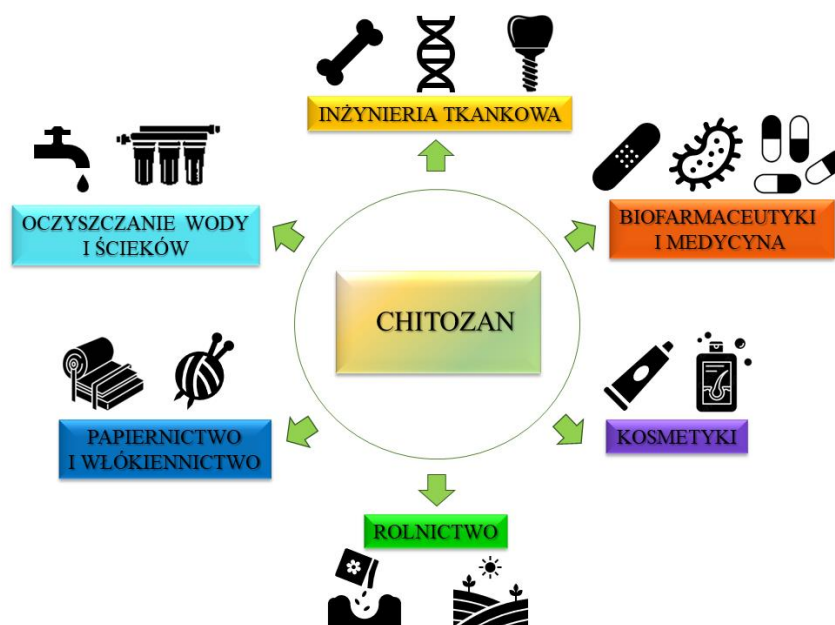 INŻYNIERIA TKANKOWA
OCZYSZCZANIE WODY
I ŚCIEKÓW
BIOFARMACEUTYKI
I MEDYCYNA
CHITOZAN
PAPIERNICTWO
I WŁÓKIENNICTWO
KOSMETYKI
ROLNICTWO